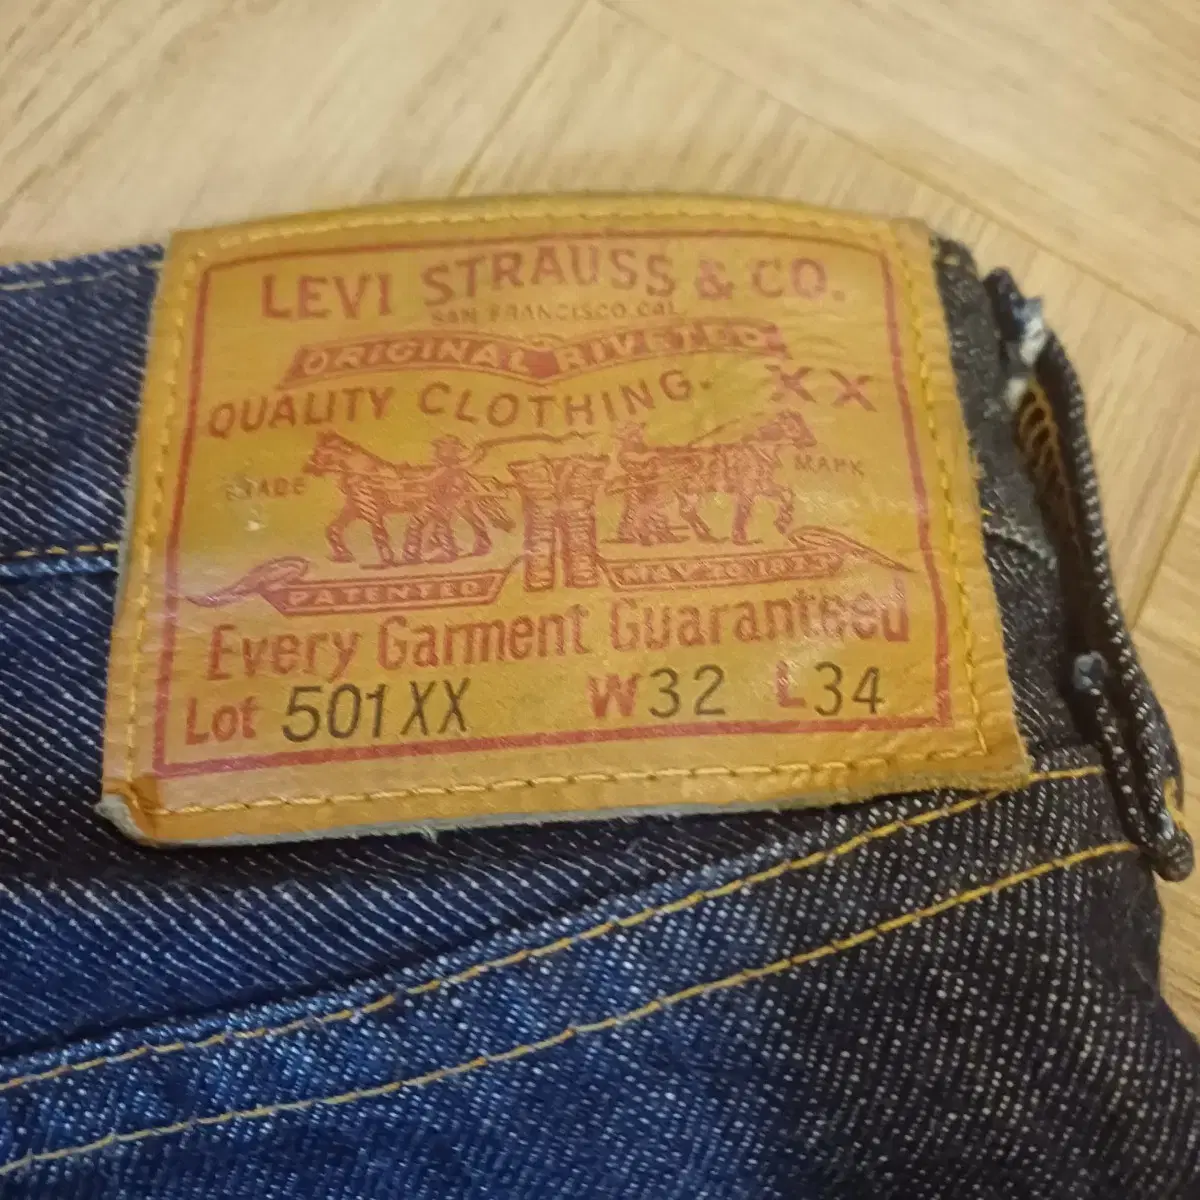 LEVI STRAUSS & CO.
SAN FRANCISCO CAL.
ORIGINAL RIVETED
QUALITY CLOTHING.
XX
TRADE MARK
PATENTED MAY 20 1873
Every Garment Guaranteed
Lot 501XX W32 L34